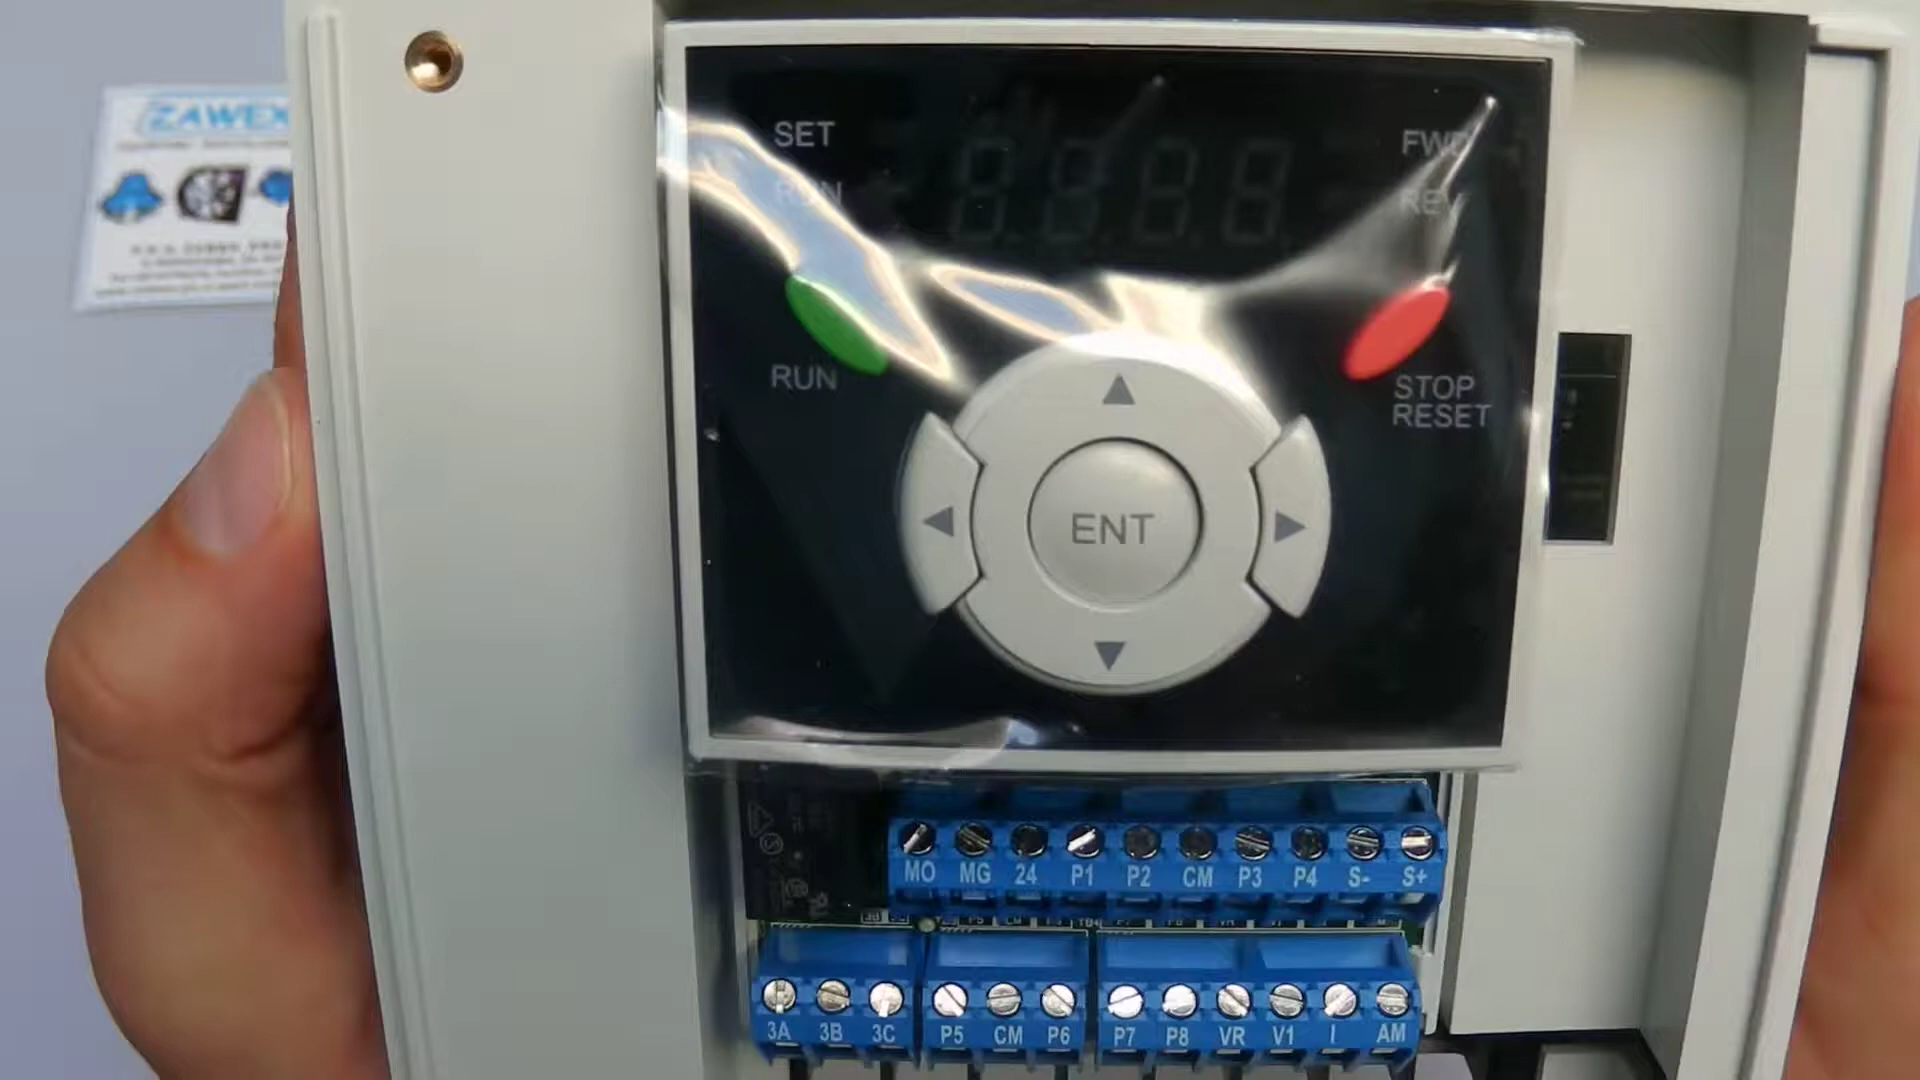 ZAWEX
SET
FWD
RUN
REV
RUN
STOP
RESET
ENT
MO MG 24 P1 P2 CM P3 P4 S- S+
3A 3B 3C P5 CM P6 P7 P8 VR V1 I AM